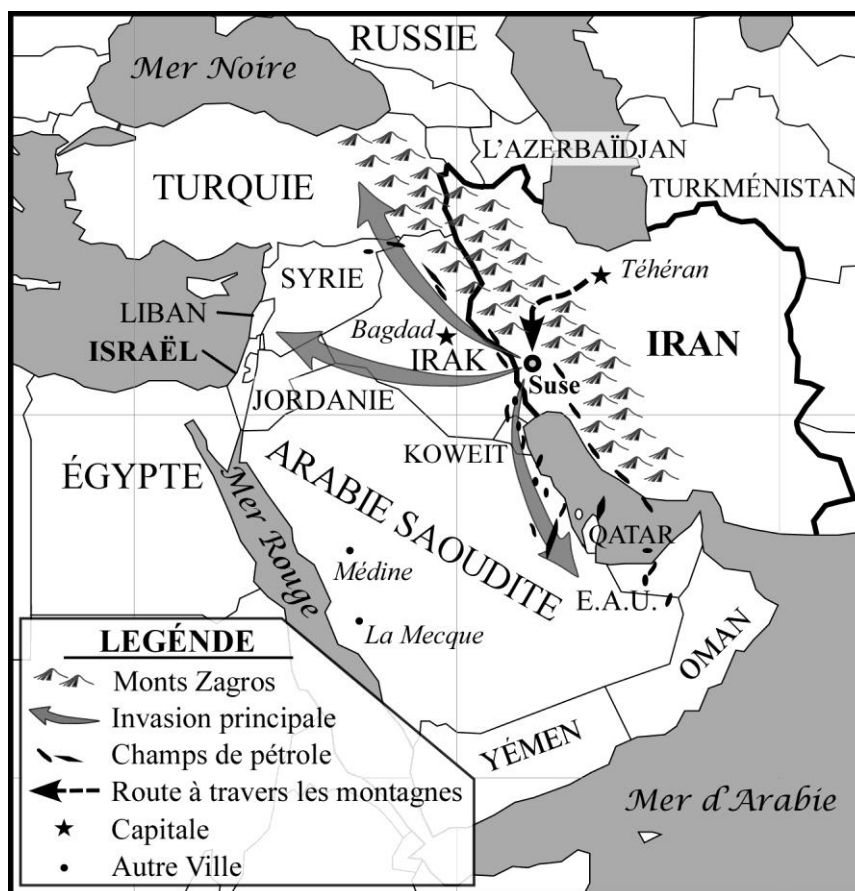 RUSSIE
Mer Noire
L'AZERBAÏDJAN
TURQUIE
TURKMÉNISTAN
Téhéran
SYRIE
LIBAN
Bagdad
ISRAËL
IRAK
IRAN
Suse
JORDANIE
KOWEIT
ÉGYPTE
ARABIE SAOUDITE
Mer Rouge
QATAR
Médine
E.A.U.
La Mecque
OMAN
YÉMEN
Mer d'Arabie
LEGÉNDE
Monts Zagros
Invasion principale
Champs de pétrole
Route à travers les montagnes
Capitale
Autre Ville